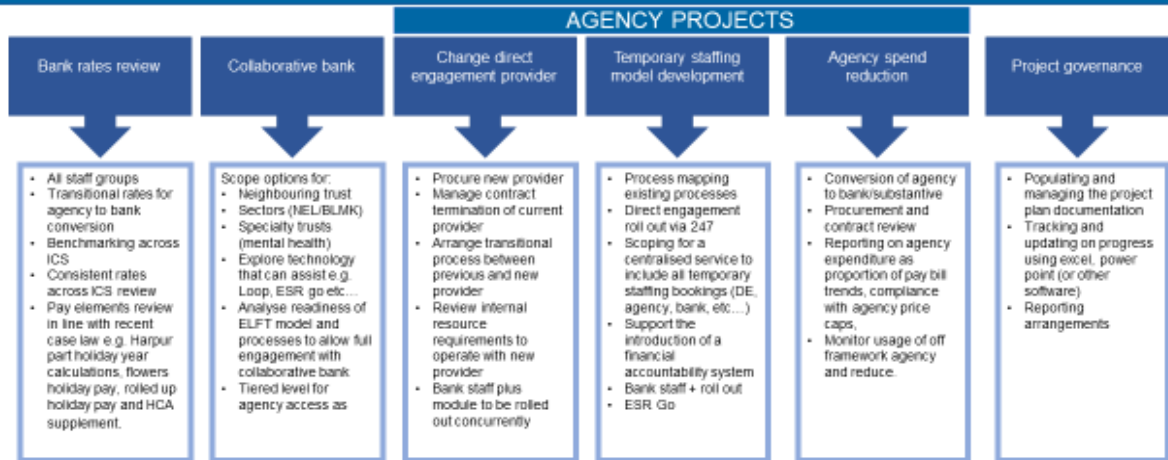 AGENCY PROJECTS
Bank rates review
Collaborative bank
Change direct
engagement provider
Temporary staffing
model development
Agency spend
reduction
Project governance
• All staff groups
• Transitional rates for
agency to bank
conversion
• Benchmarking across
ICS
• Consistent rates
across ICS review
• Pay elements review
in line with recent
case law e.g. Harpur
part holiday year
calculations, flowers
holiday pay, rolled up
holiday pay and HCA
supplement.
Scope options for:
• Neighbouring trust
• Sectors (NEL/BLMK)
• Specialty trusts
(mental health)
• Explore technology
that can assist e.g.
Loop, ESR go etc....
• Analyse readiness of
ELFT model and
processes to allow full
engagement with
collaborative bank
• Tiered level for
agency access as
• Procure new provider
• Manage contract
termination of current
provider
• Arrange transitional
process between
previous and new
provider
• Review internal
resource
requirements to
operate with new
provider
• Bank staff plus
module to be rolled
out concurrently
• Process mapping
existing processes
• Direct engagement
roll out via 247
• Scoping for a
centralised service to
include all temporary
staffing bookings (DE,
agency, bank, etc....)
• Support the
introduction of a
financial
accountability system
• Bank staff + roll out
• ESR Go
• Conversion of agency
to bank/substantive
• Procurement and
contract review
• Reporting on agency
expenditure as
proportion of pay bill
trends, compliance
with agency price
caps,
• Monitor usage of off
framework agency
and reduce.
• Populating and
managing the project
plan documentation
• Tracking and
updating on progress
using excel, power
point (or other
software)
• Reporting
arrangements